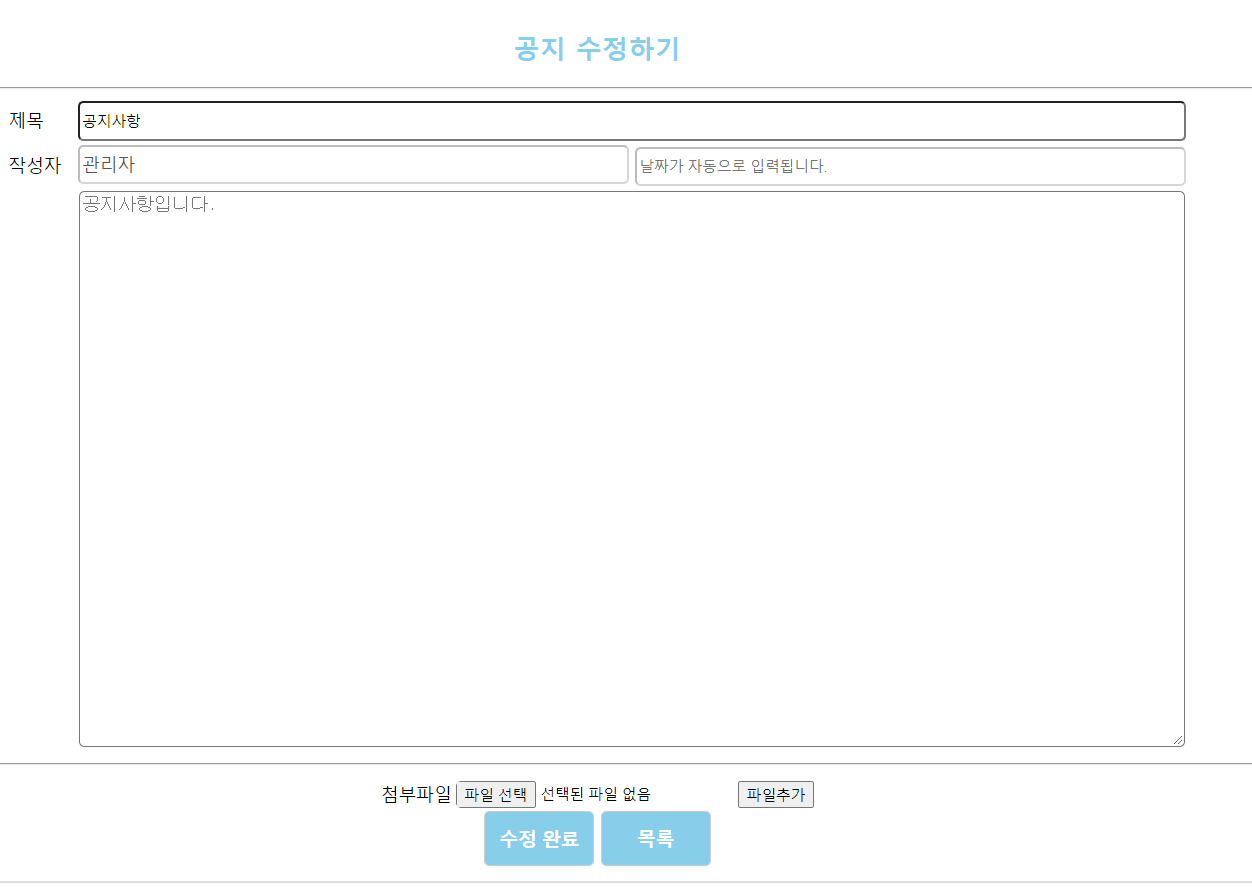 공지 수정하기
제목 공지사항
작성자 관리자 날짜가 자동으로 입력됩니다.
공지사항입니다.
첨부파일 파일 선택 선택된 파일 없음 파일추가
수정 완료 목록